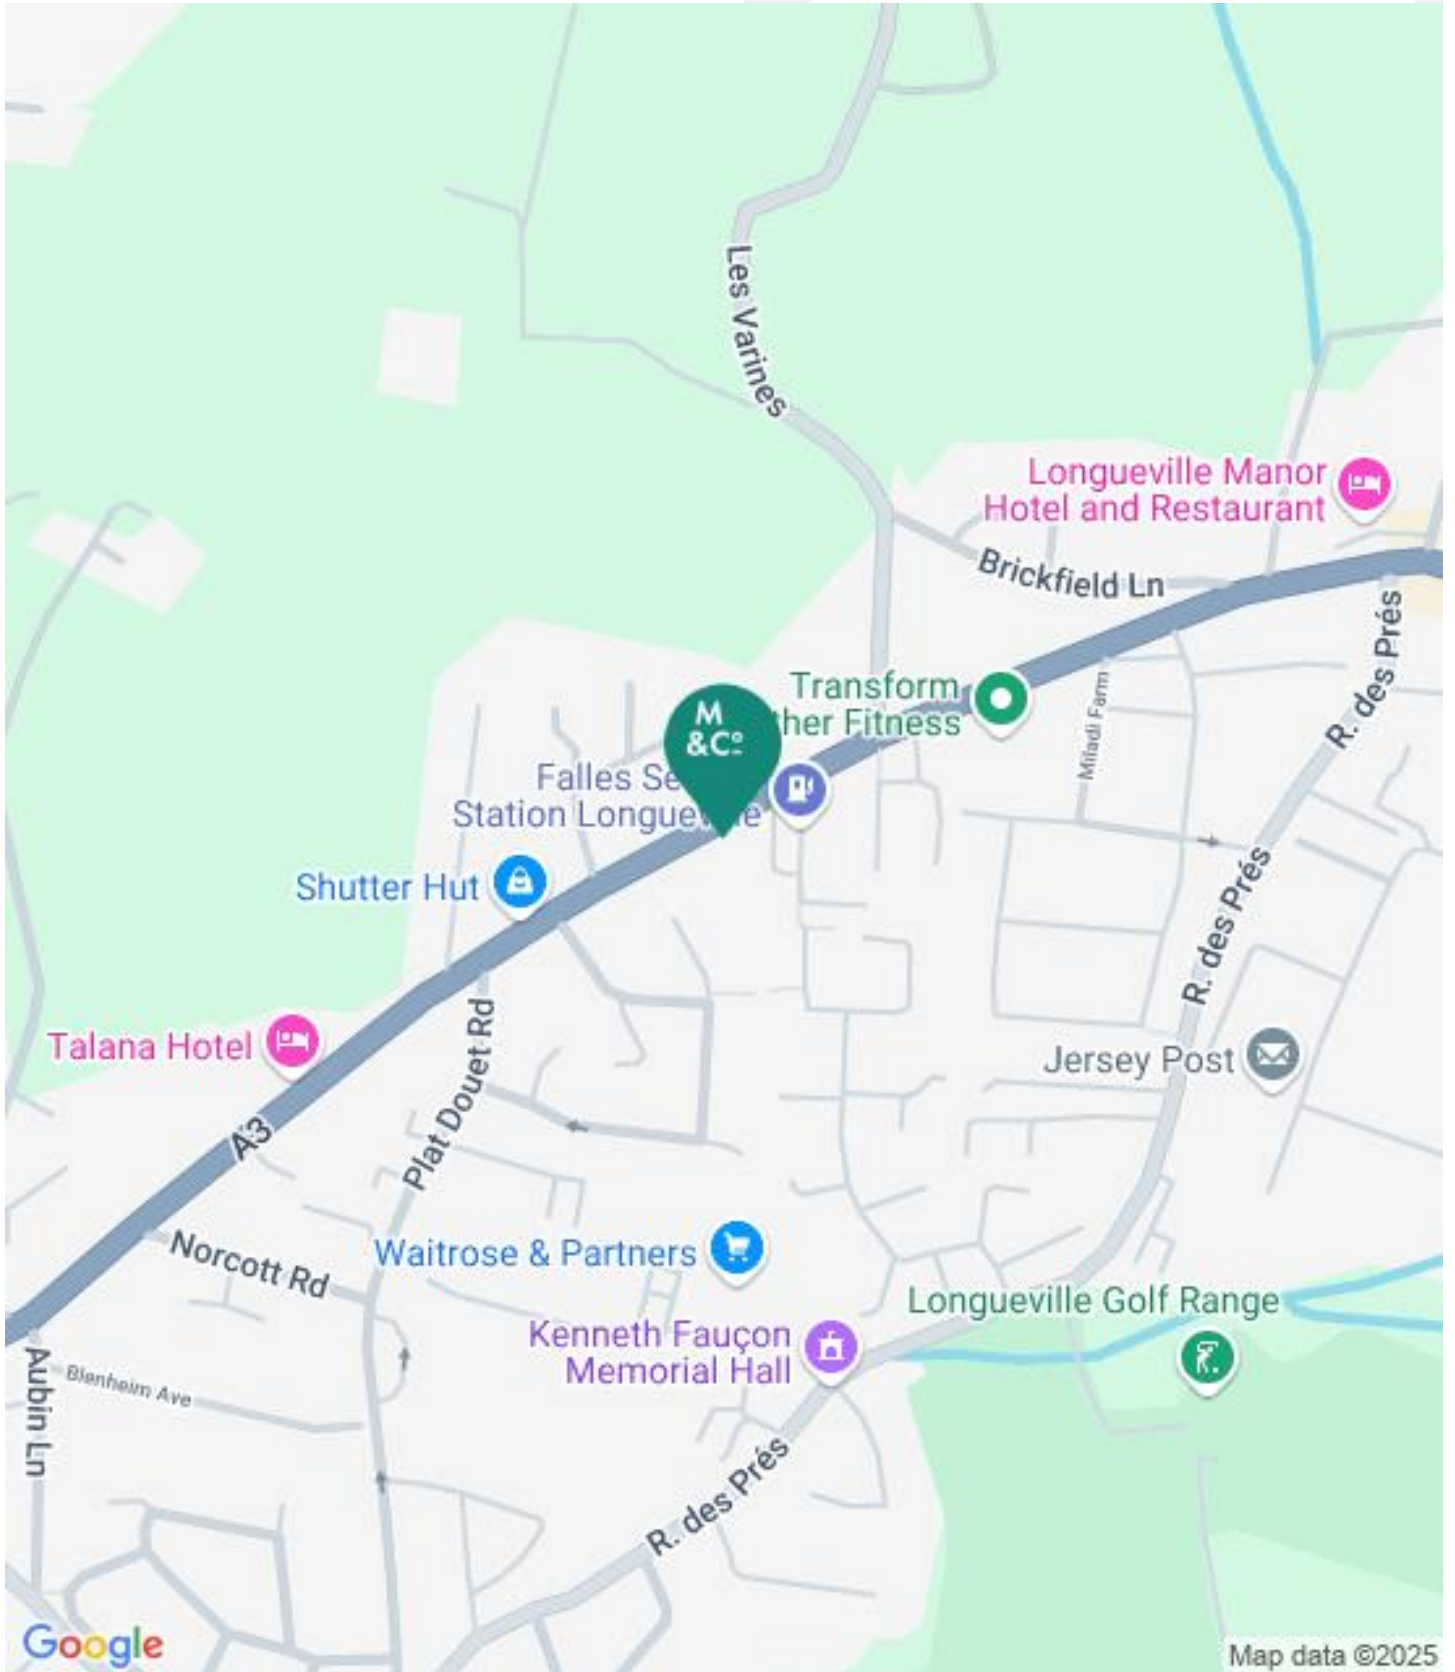 Les Varines
Longueville Manor
Hotel and Restaurant
Brickfield Ln
R. des Prés
Transform
ther Fitness
Miladi Farm
M
&Cº
Falles Se
Station Longueville
Shutter Hut
R. des Prés
Talana Hotel
Plat Douet Rd
Jersey Post
A3
Norcott Rd
Waitrose & Partners
Longueville Golf Range
Kenneth Fauçon
Memorial Hall
Aubin Ln
Blenheim Ave
R. des Prés
Google
Map data ©2025